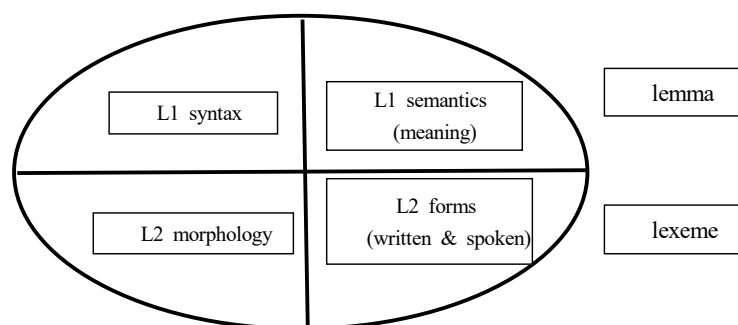 L1 syntax
L1 semantics
(meaning)
lemma
L2 morphology
L2 forms
(written & spoken)
lexeme